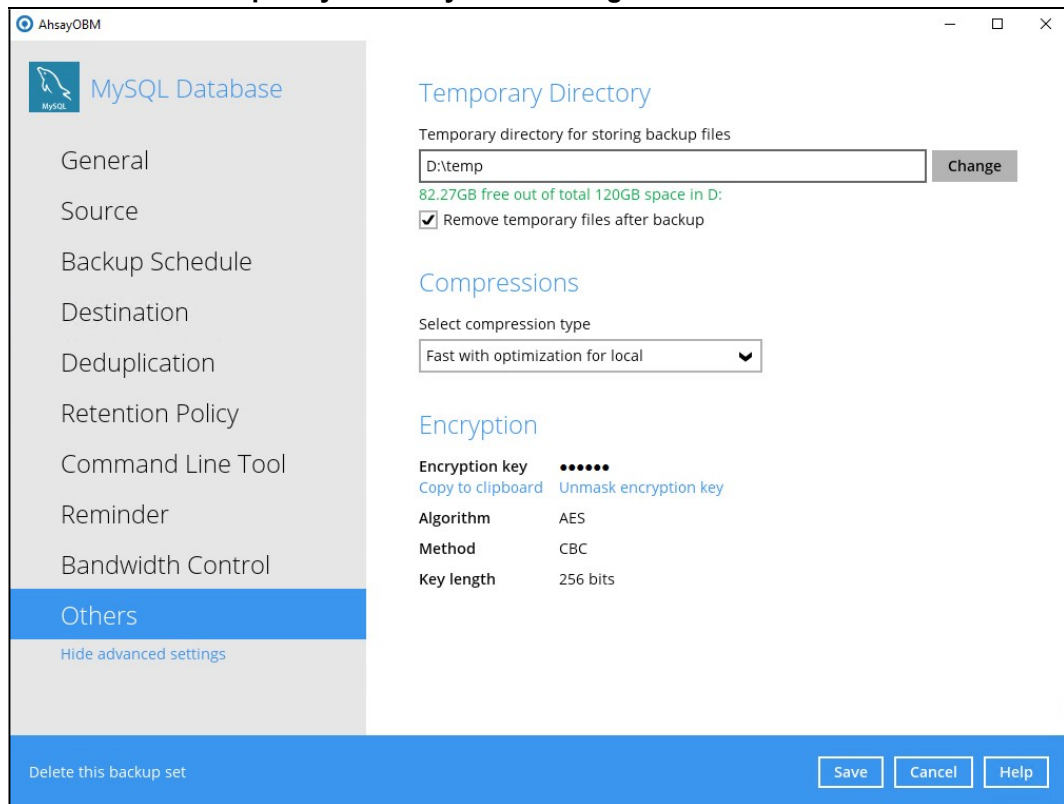 AhsayOBM
MySQL
MySQL Database
General
Source
Backup Schedule
Destination
Deduplication
Retention Policy
Command Line Tool
Reminder
Bandwidth Control
Others
Hide advanced settings
Temporary Directory
Temporary directory for storing backup files
D:\temp Change
82.27GB free out of total 120GB space in D:
Remove temporary files after backup
Compressions
Select compression type
Fast with optimization for local
Encryption
Encryption key ●●●●●●
Copy to clipboard Unmask encryption key
Algorithm AES
Method CBC
Key length 256 bits
Delete this backup set Save Cancel Help